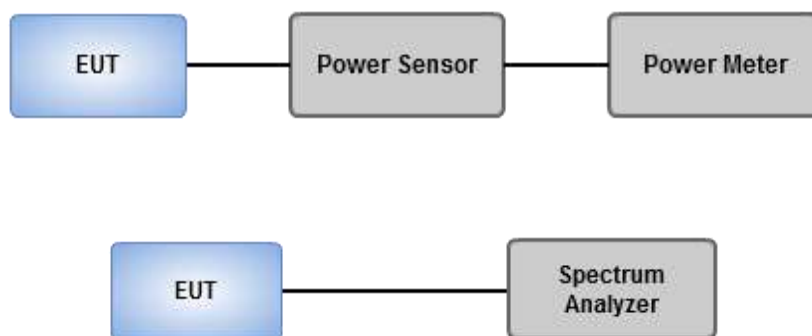 EUT
Power Sensor
Power Meter
EUT
Spectrum
Analyzer